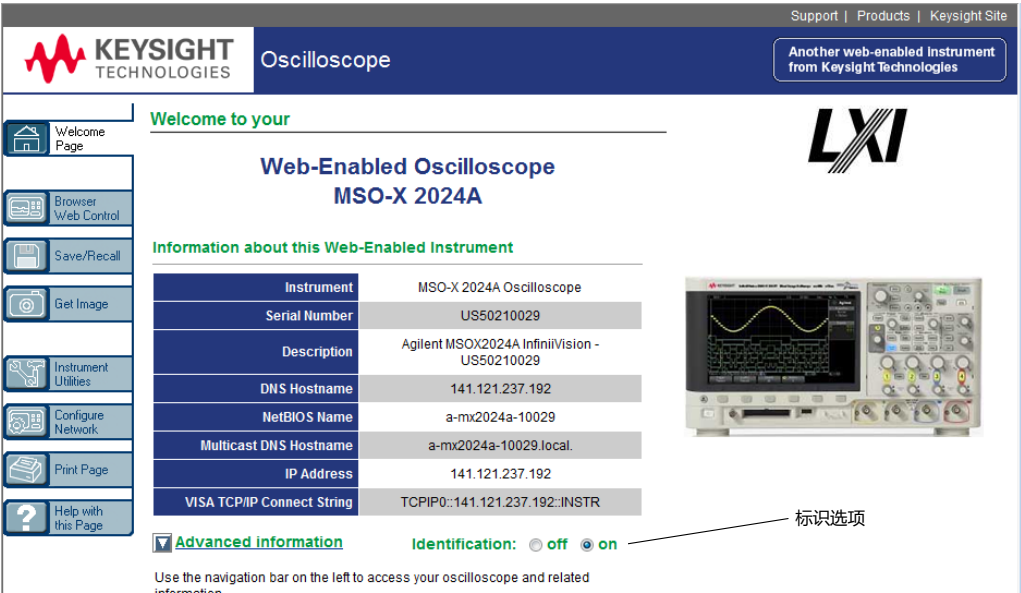 Support | Products | Keysight Site
KEYSIGHT
TECHNOLOGIES
Oscilloscope
Another web-enabled instrument
from Keysight Technologies
Welcome
Page
Browser
Web Control
Save/Recall
Get Image
Instrument
Utilities
Configure
Network
Print Page
Help with
this Page
Welcome to your
LXI
Web-Enabled Oscilloscope
MSO-X 2024A
Information about this Web-Enabled Instrument
Instrument MSO-X 2024A Oscilloscope
Serial Number US50210029
Description Agilent MSOX2024A InfiniiVision -
US50210029
DNS Hostname 141.121.237.192
NetBIOS Name a-mx2024a-10029
Multicast DNS Hostname a-mx2024a-10029.local.
IP Address 141.121.237.192
VISA TCP/IP Connect String TCPIP0::141.121.237.192::INSTR
Advanced information Identification: off on
标识选项
Use the navigation bar on the left to access your oscilloscope and related
information